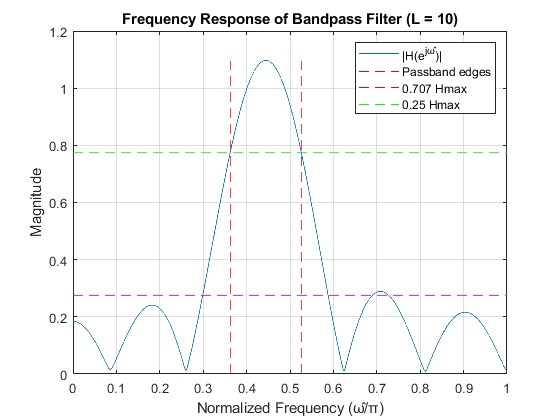 Frequency Response of Bandpass Filter (L = 10)
1.2
1
0.8
0.6
0.4
0.2
0
Magnitude
|H(e^jω̂)|
Passband edges
0.707 Hmax
0.25 Hmax
0 0.1 0.2 0.3 0.4 0.5 0.6 0.7 0.8 0.9 1
Normalized Frequency (ω̂/π)